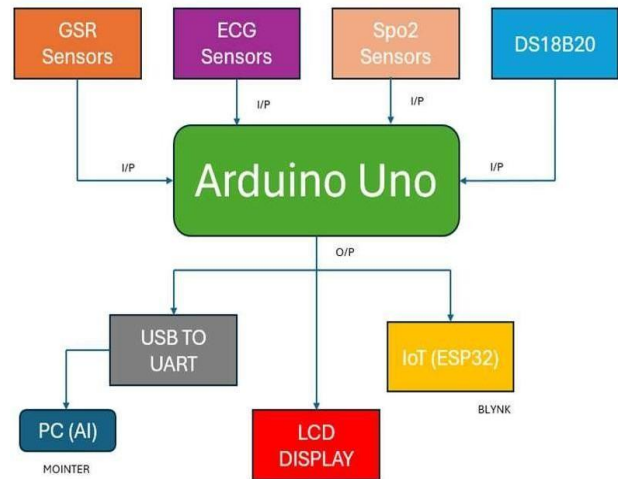 GSR
Sensors
ECG
Sensors
Spo2
Sensors
DS18B20
I/P
I/P
I/P
I/P
Arduino Uno
O/P
USB TO
UART
IoT (ESP32)
BLYNK
PC (AI)
MOINTER
LCD
DISPLAY